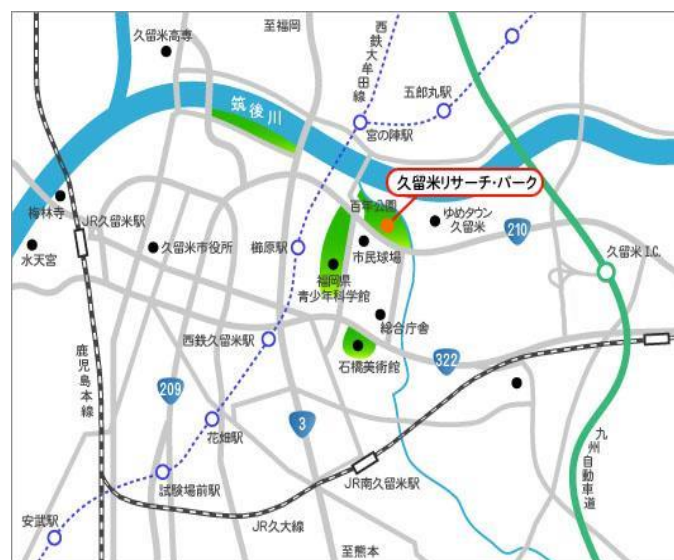 至福岡
久留米高専
西鉄大牟田線
五郎丸駅
筑後川
宮の陣駅
久留米リサーチ・パーク
梅林寺
JR久留米駅
百年公園
ゆめタウン
久留米
210
水天宮
久留米市役所
櫛原駅
市民球場
久留米I.C.
福岡県
青少年科学館
総合庁舎
西鉄久留米駅
石橋美術館
322
鹿児島本線
209
3
花畑駅
九州自動車道
試験場前駅
JR南久留米駅
安武駅
JR久大線
至熊本